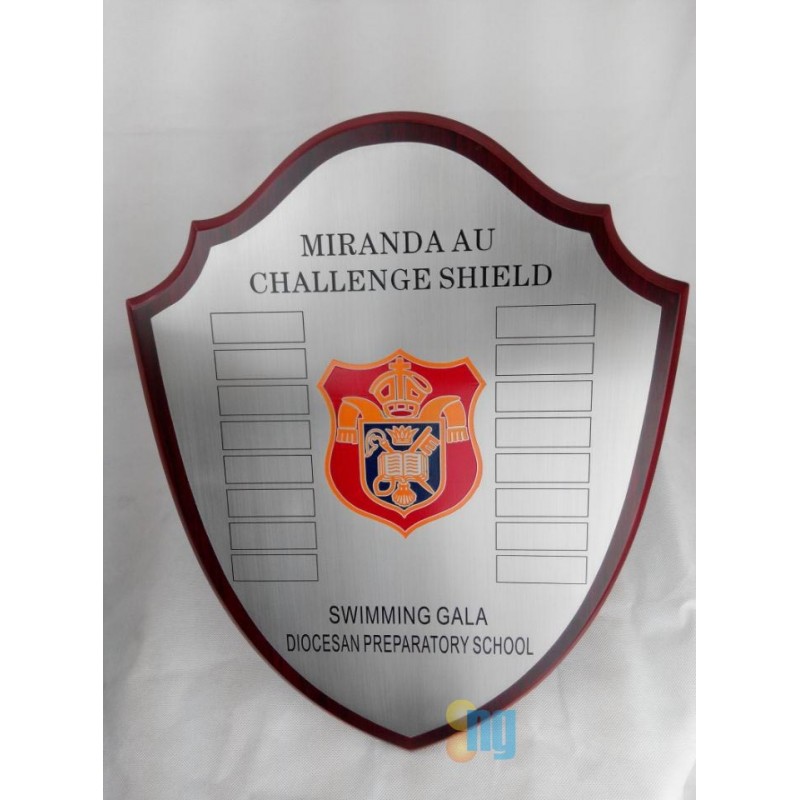 MIRANDA AU
CHALLENGE SHIELD
SWIMMING GALA
DIOCESAN PREPARATORY SCHOOL
ng